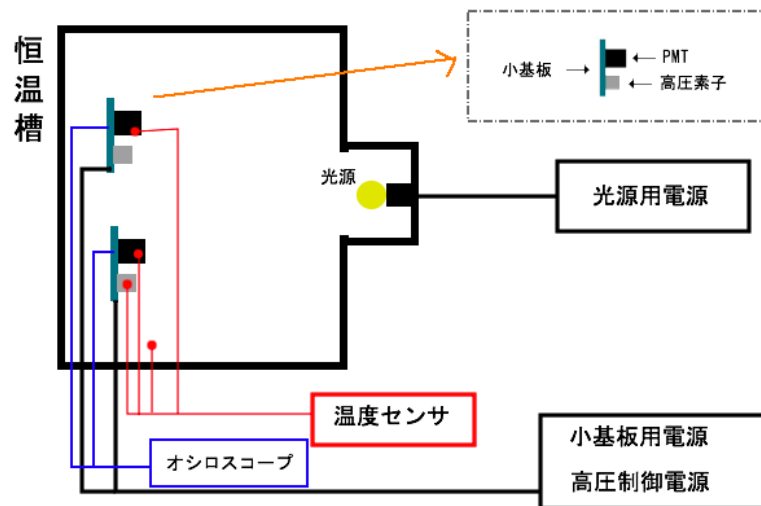 恒温槽
小基板
PMT
高圧素子
光源
光源用電源
温度センサ
オシロスコープ
小基板用電源
高圧制御電源